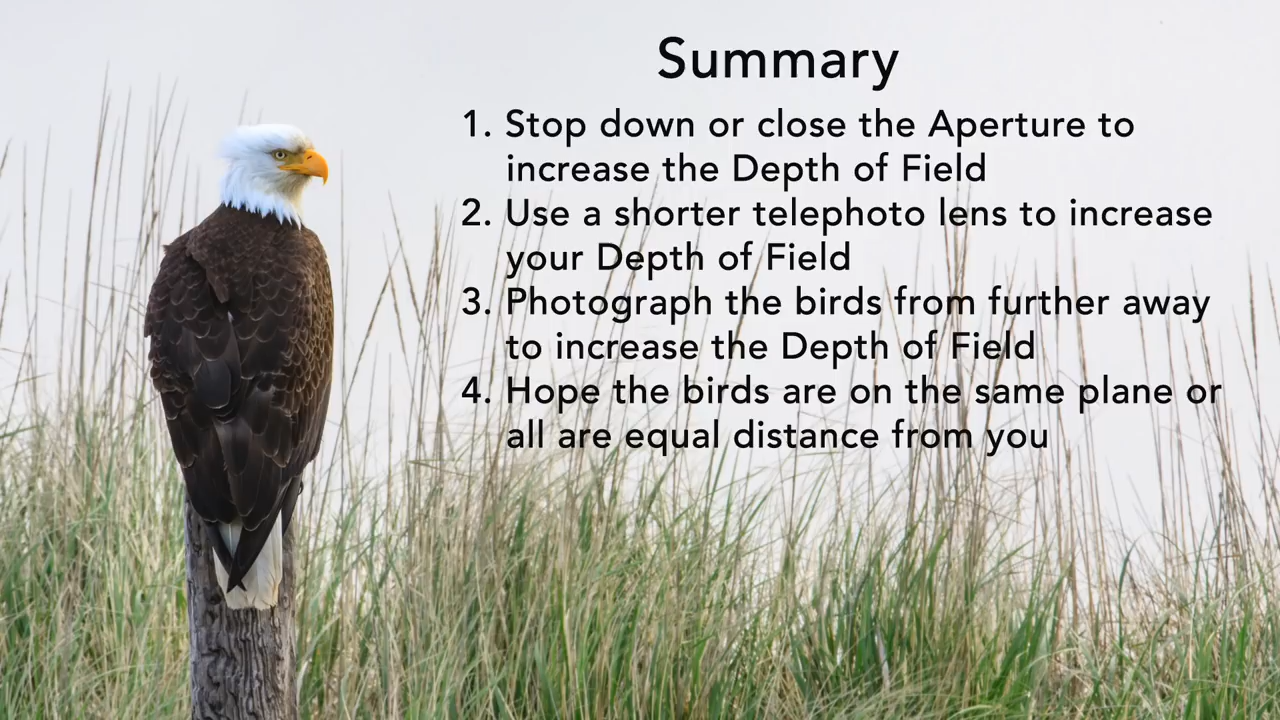 Summary
1. Stop down or close the Aperture to
increase the Depth of Field
2. Use a shorter telephoto lens to increase
your Depth of Field
3. Photograph the birds from further away
to increase the Depth of Field
4. Hope the birds are on the same plane or
all are equal distance from you